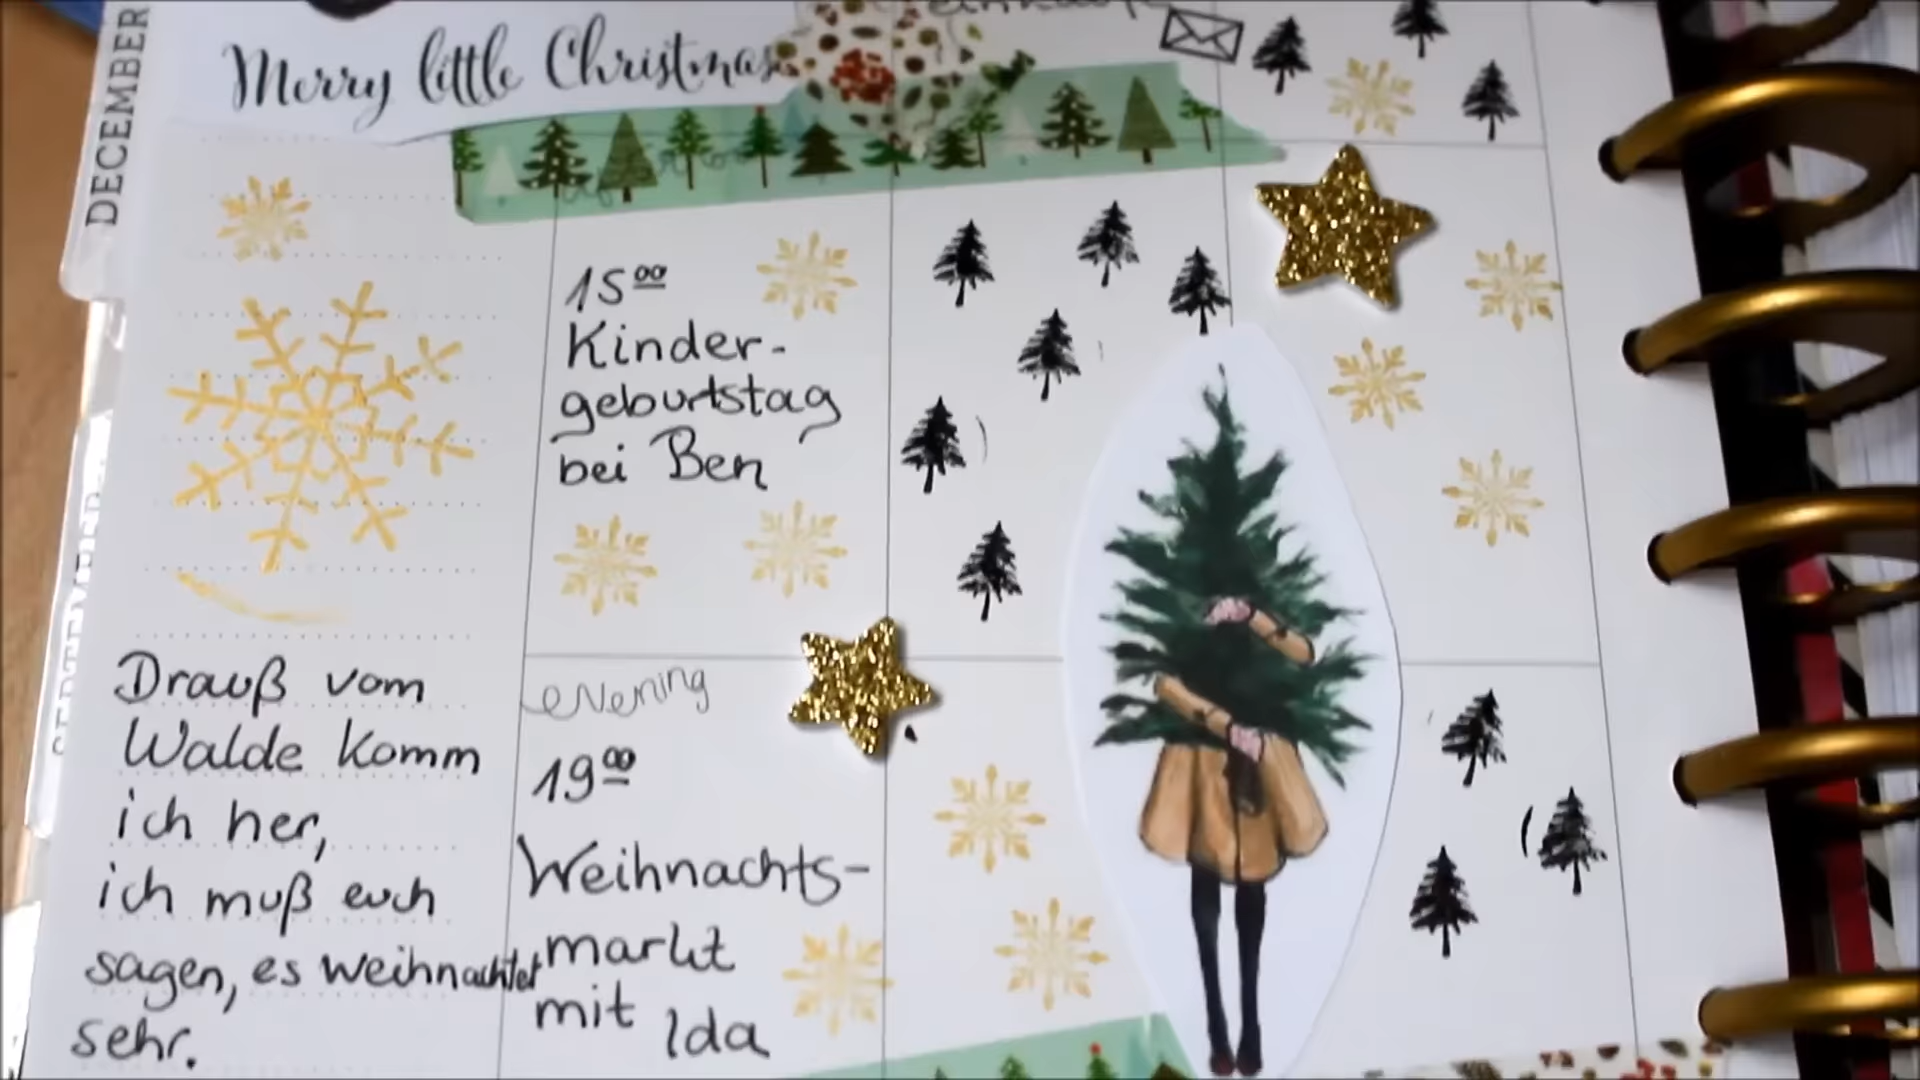 DECEMBER
Merry little Christmas
15⁰⁰
Kinder-
geburtstag
bei Ben
evening
19⁰⁰
Weihnachts-
markt
mit Ida
Drauß vom
Walde komm
ich her,
ich muß euch
sagen, es weihnachtet
sehr.